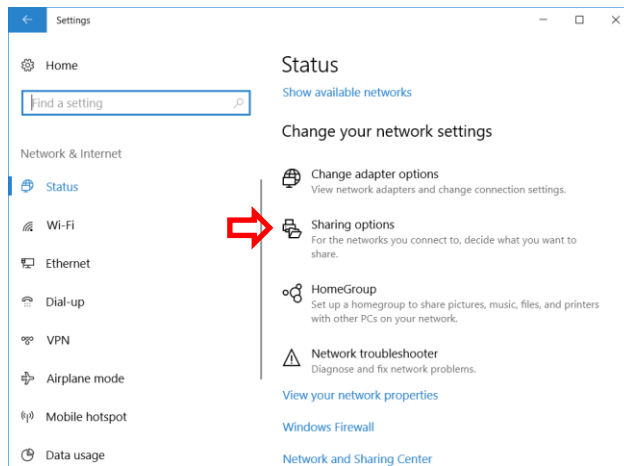 Settings
Home
Find a setting
Network & Internet
Status
Wi-Fi
Ethernet
Dial-up
VPN
Airplane mode
Mobile hotspot
Data usage
Status
Show available networks
Change your network settings
Change adapter options
View network adapters and change connection settings.
Sharing options
For the networks you connect to, decide what you want to
share.
HomeGroup
Set up a homegroup to share pictures, music, files, and printers
with other PCs on your network.
Network troubleshooter
Diagnose and fix network problems.
View your network properties
Windows Firewall
Network and Sharing Center